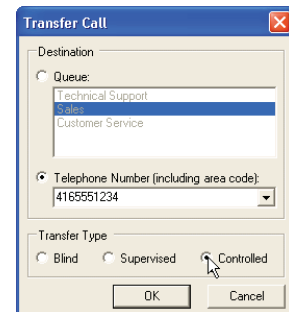 Transfer Call
Destination
Queue:
Technical Support
Sales
Customer Service
Telephone Number (including area code):
4165551234
Transfer Type
Blind Supervised Controlled
OK Cancel